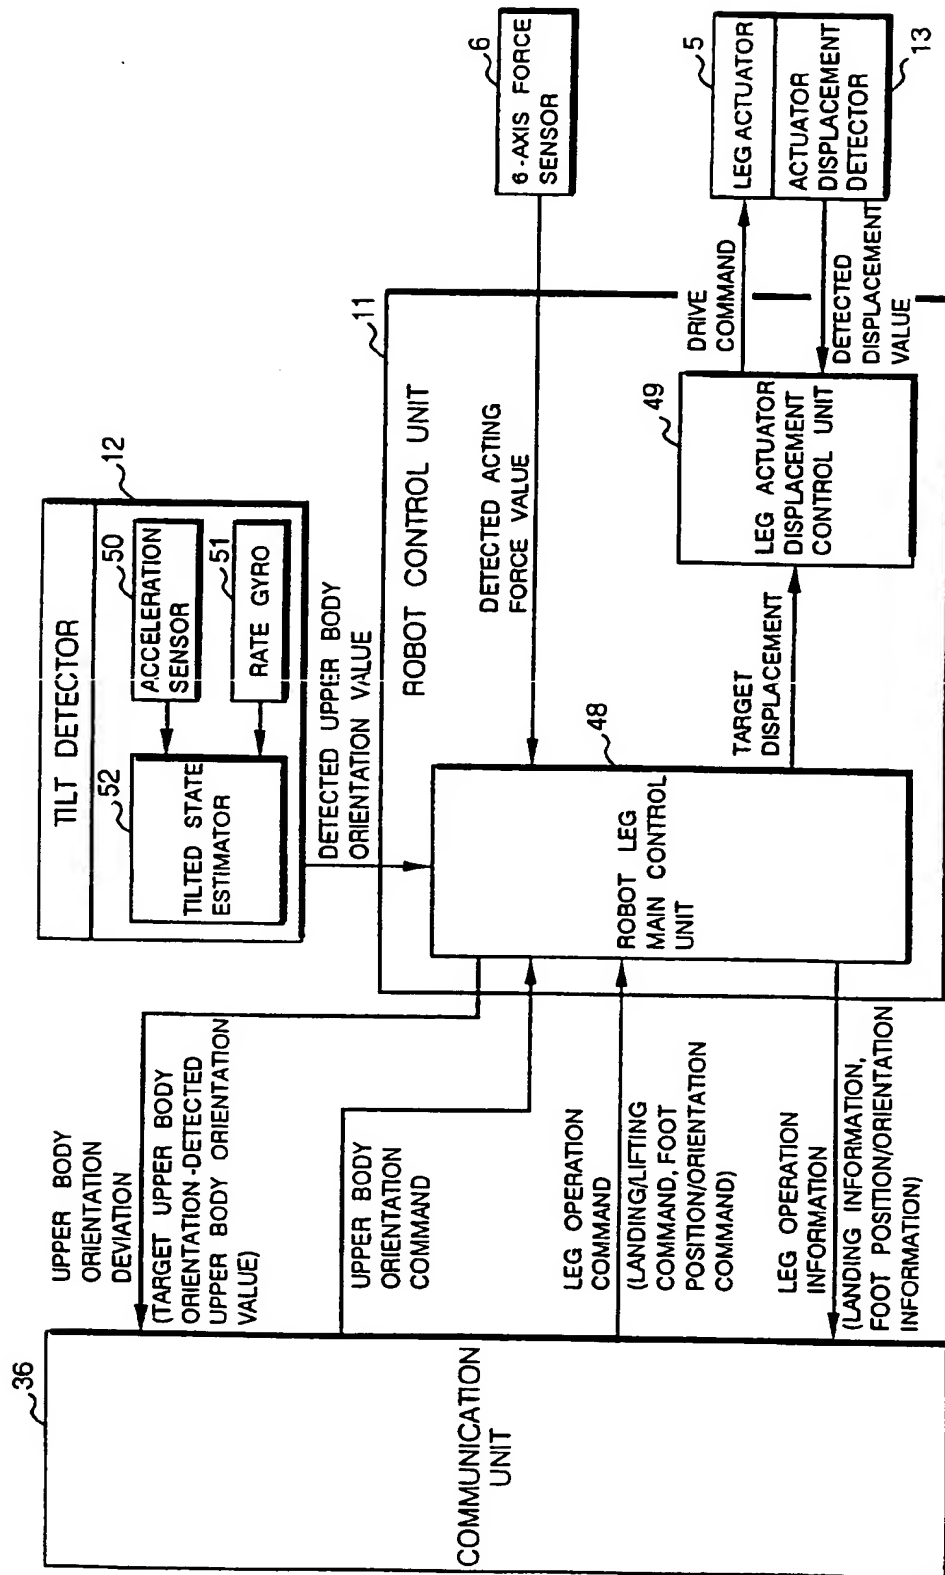 36
COMMUNICATION
UNIT
UPPER BODY
ORIENTATION
DEVIATION
(TARGET UPPER BODY
ORIENTATION-DETECTED
UPPER BODY ORIENTATION
VALUE)
UPPER BODY
ORIENTATION
COMMAND
LEG OPERATION
COMMAND
(LANDING/LIFTING
COMMAND, FOOT
POSITION/ORIENTATION
COMMAND)
LEG OPERATION
INFORMATION
(LANDING INFORMATION,
FOOT POSITION/ORIENTATION
INFORMATION)
TILT DETECTOR
12
52
TILTED STATE
ESTIMATOR
50
ACCELERATION
SENSOR
51
RATE GYRO
DETECTED UPPER BODY
ORIENTATION VALUE
ROBOT CONTROL UNIT
11
48
ROBOT LEG
MAIN CONTROL
UNIT
DETECTED ACTING
FORCE VALUE
TARGET
DISPLACEMENT
49
LEG ACTUATOR
DISPLACEMENT
CONTROL UNIT
6
6-AXIS FORCE
SENSOR
DRIVE
COMMAND
DETECTED
DISPLACEMENT
VALUE
5
LEG ACTUATOR
ACTUATOR
DISPLACEMENT
DETECTOR
13